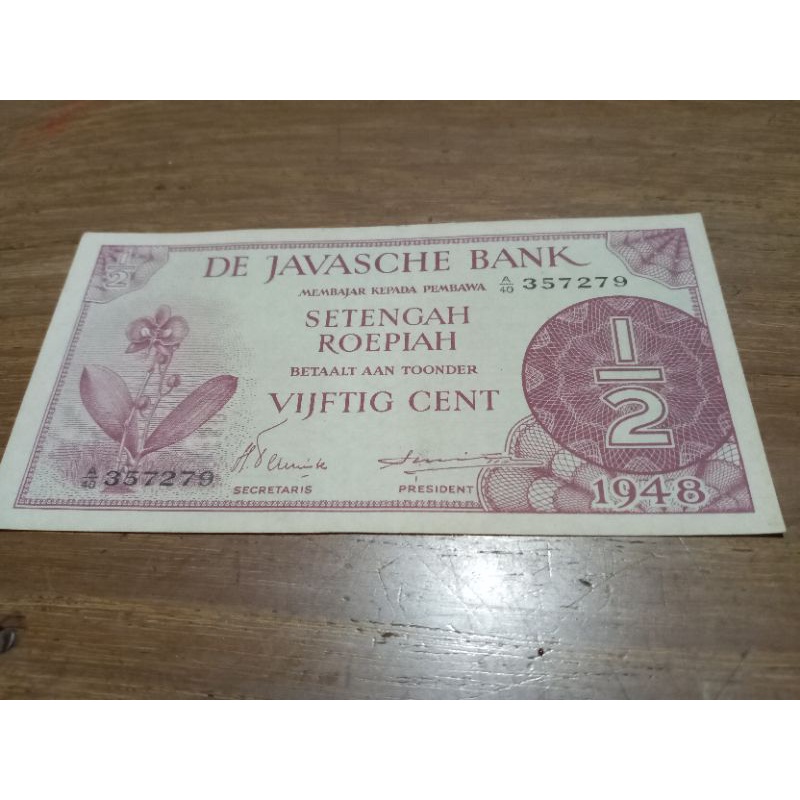 1/2
DE JAVASCHE BANK
MEMBAJAR KEPADA PEMBAWA
A/40 357279
SETENGAH
ROEPIAH
BETAALT AAN TOONDER
VIJFTIG CENT
1/2
A/40 357279
SECRETARIS
PRESIDENT
1948